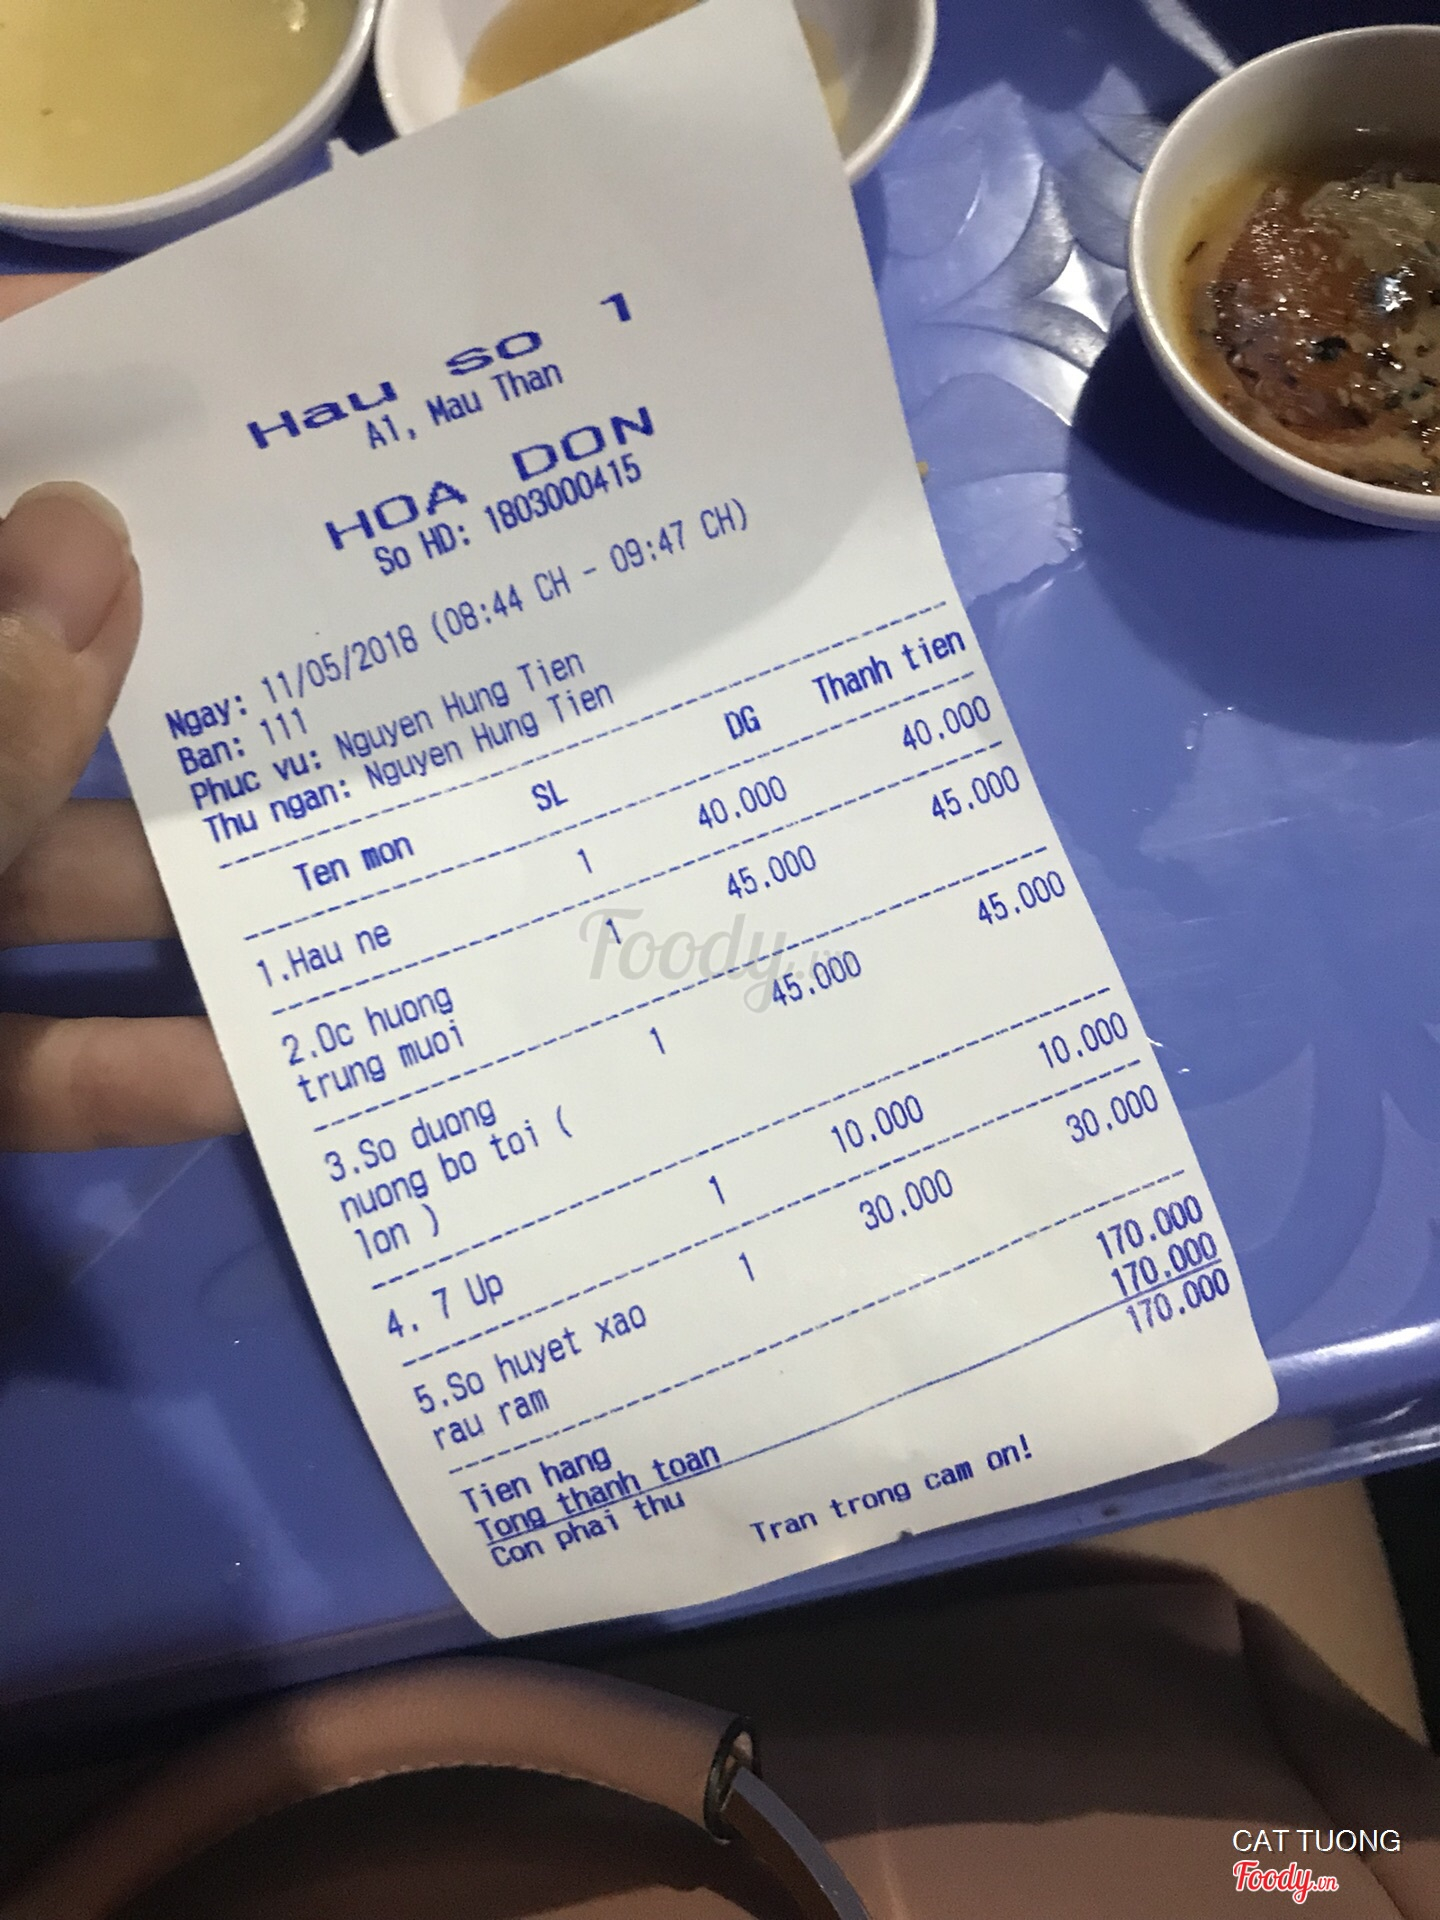 Hau so 1
A1, Mau Than
HOA DON
So HD: 1803000415
Ngay: 11/05/2018 (08:44 CH - 09:47 CH)
Ban: 111
Phuc vu: Nguyen Hung Tien
Thu ngan: Nguyen Hung Tien
Ten mon SL DG Thanh tien
1.Hau ne 1 40.000 40.000
2.Oc huong 1 45.000 45.000
trung muoi
3.So duong 1 45.000 45.000
nuong bo toi (
lon )
4. 7 Up 1 10.000 10.000
5.So huyet xao 1 30.000 30.000
rau ram
Tien hang 170.000
Tong thanh toan 170.000
Con phai thu 170.000
Tran trong cam on!
Foody.vn
CAT TUONG
Foody.vn